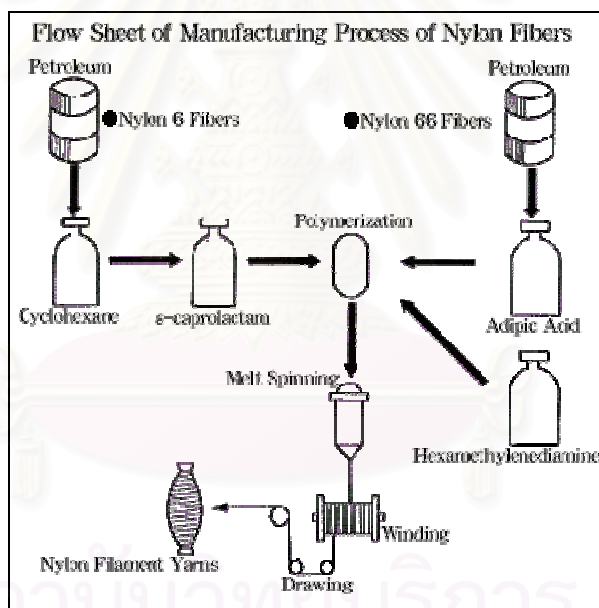 Flow Sheet of Manufacturing Process of Nylon Fibers
Petroleum
Petroleum
●Nylon 6 Fibers
●Nylon 66 Fibers
Polymerization
Cyclohexane
ε-caprolactam
Adipic Acid
Melt Spinning
Hexamethylenediamine
Winding
Nylon Filament Yarns
Drawing